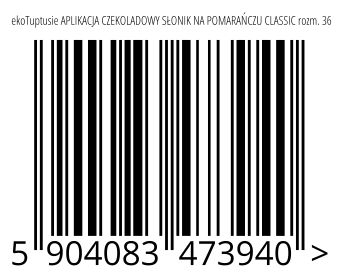 ekoTuptusie APLIKACJA CZEKOLADOWY SŁONIK NA POMARAŃCZU CLASSIC rozm. 36
5 904083 473940 >